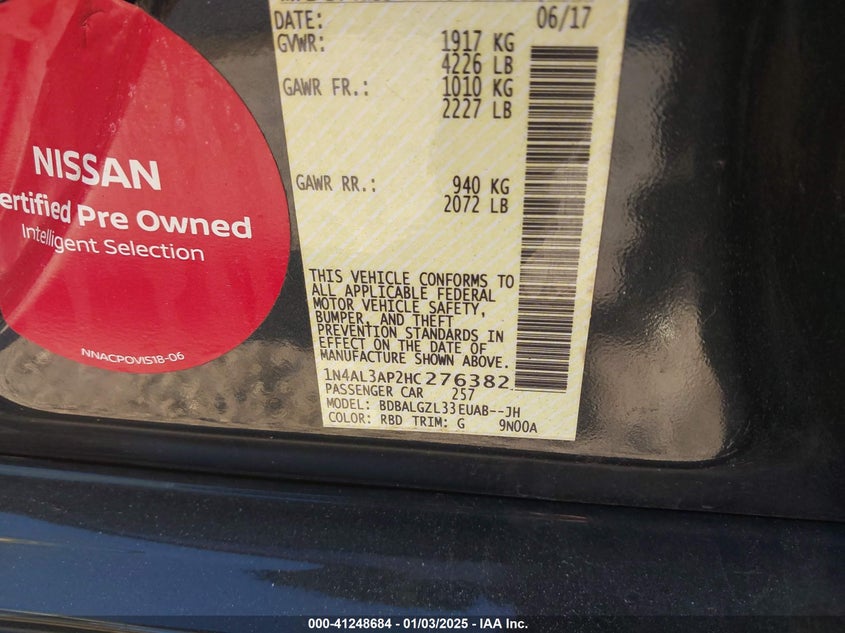 DATE: 06/17
GVWR: 1917 KG
4226 LB
GAWR FR.: 1010 KG
2227 LB
GAWR RR.: 940 KG
2072 LB
THIS VEHICLE CONFORMS TO
ALL APPLICABLE FEDERAL
MOTOR VEHICLE SAFETY,
BUMPER, AND THEFT
PREVENTION STANDARDS IN
EFFECT ON THE DATE OF
MANUFACTURE SHOWN ABOVE.
1N4AL3AP2HC276382
PASSENGER CAR 257
MODEL: BDBALGZL33EUAB--JH
COLOR: RBD TRIM: G 9N00A
NISSAN
ertified Pre Owned
Intelligent Selection
NNACPOVIS18-06
000-41248684 - 01/03/2025 - IAA Inc.